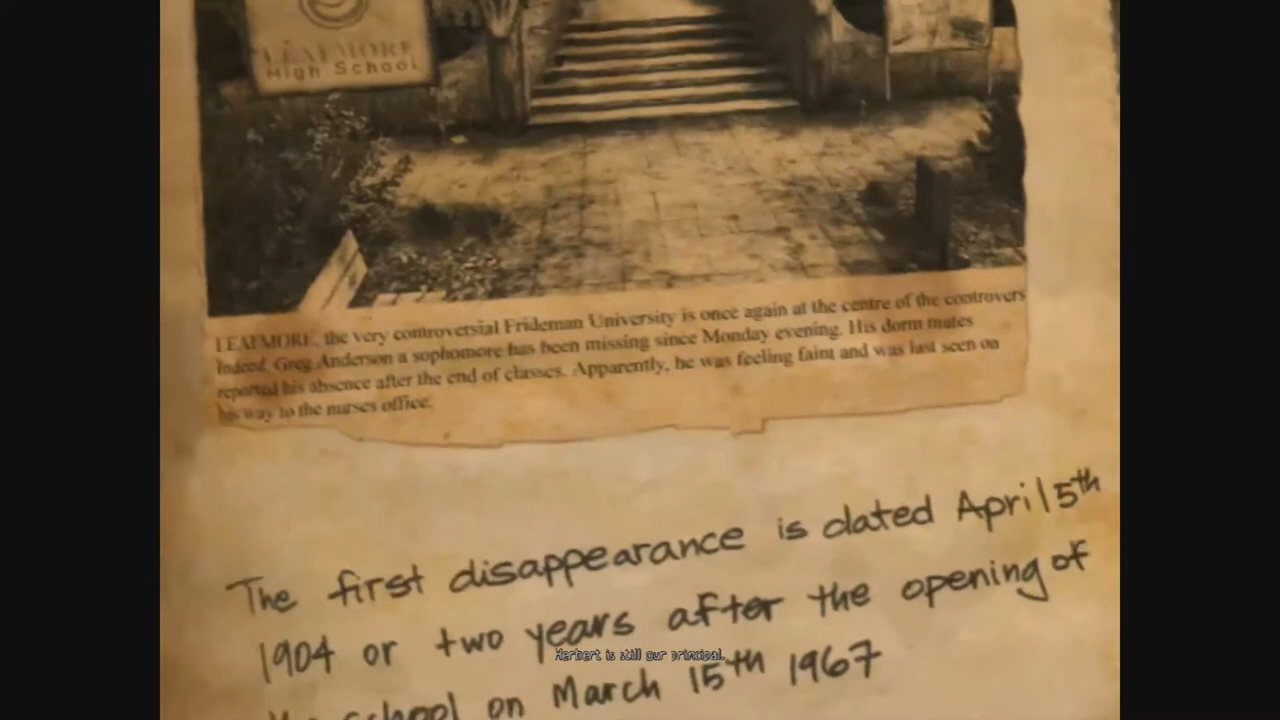 LEAFMORE
High School
LEAFMORE, the very controversial Frideman University is once again at the centre of the controvers
Indeed, Greg Anderson a sophomore has been missing since Monday evening. His dorm mates
reported his absence after the end of classes. Apparently, he was feeling faint and was last seen on
his way to the nurses office.
The first disappearance is dated April 5th
1904 or two years after the opening of
Herbert is still our principal.
school on March 15th 1967